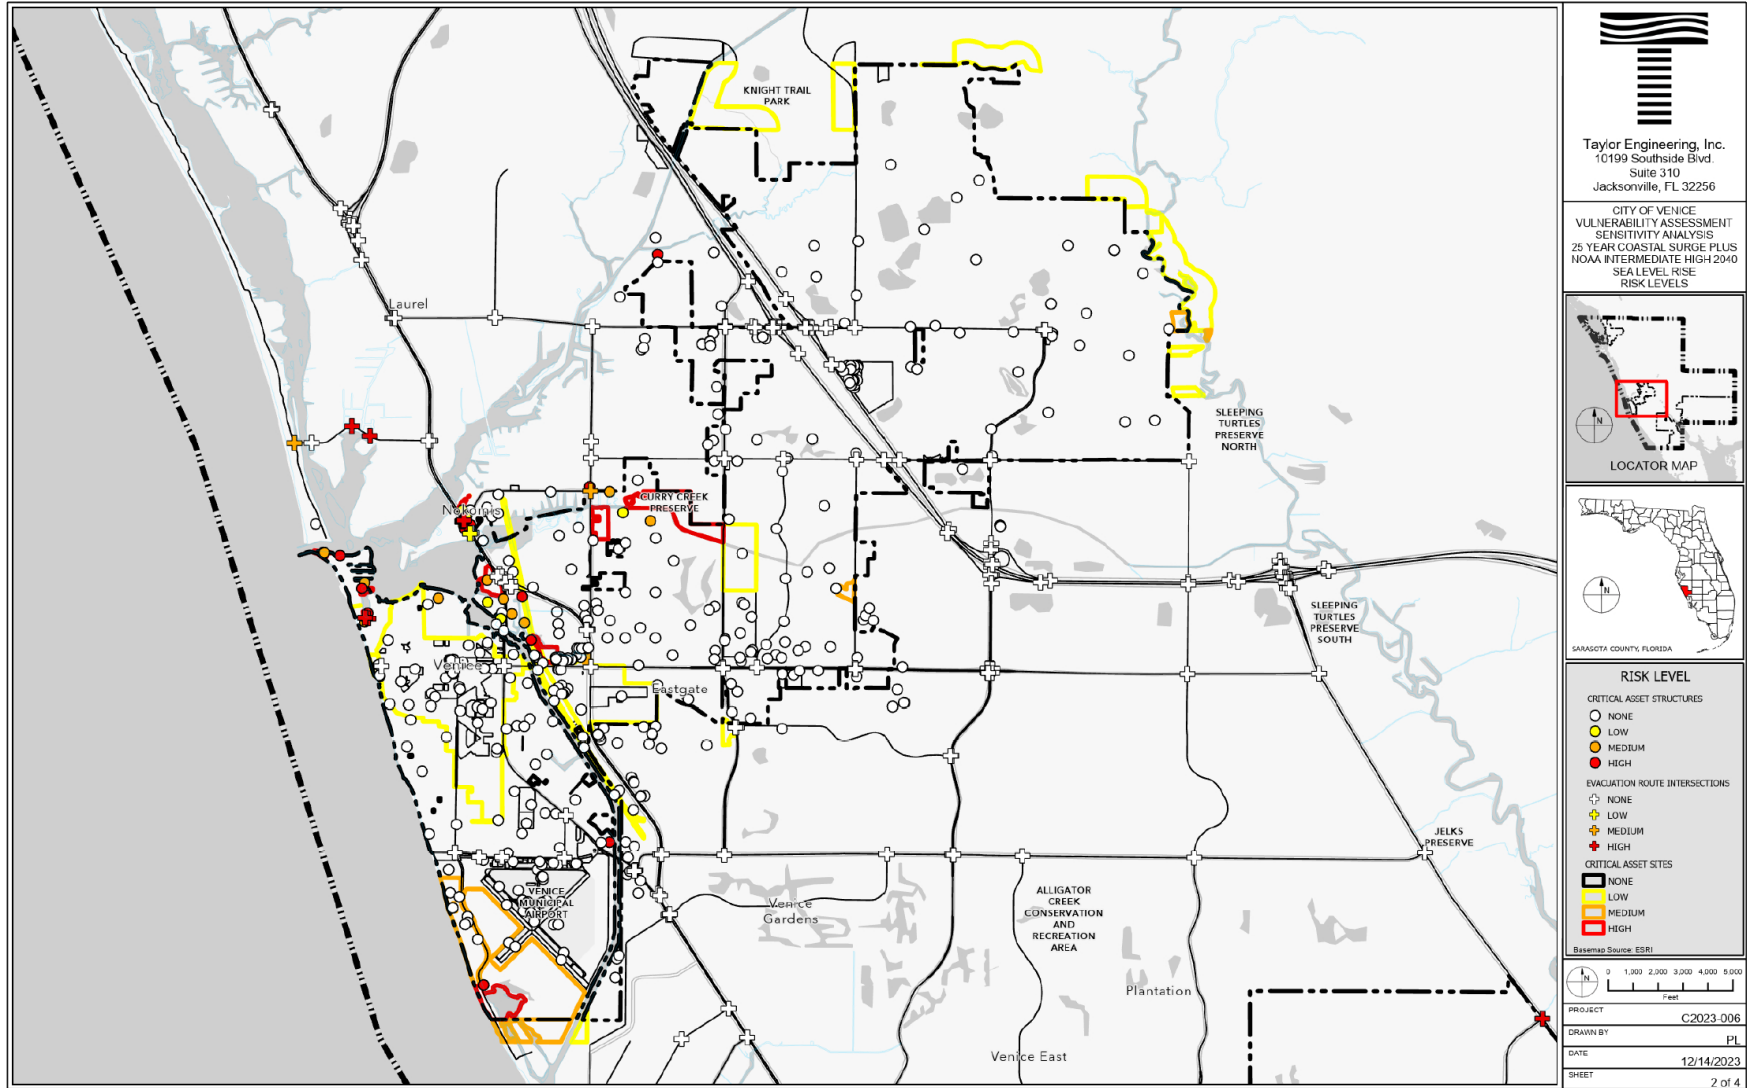 KNIGHT TRAIL
PARK
Laurel
SLEEPING
TURTLES
PRESERVE
NORTH
CURRY CREEK
PRESERVE
Nokomis
SLEEPING
TURTLES
PRESERVE
SOUTH
Venice
Eastgate
JELKS
PRESERVE
VENICE
MUNICIPAL
AIRPORT
Venice
Gardens
ALLIGATOR
CREEK
CONSERVATION
AND
RECREATION
AREA
Plantation
Venice East
Taylor Engineering, Inc.
10199 Southside Blvd.
Suite 310
Jacksonville, FL 32256
CITY OF VENICE
VULNERABILITY ASSESSMENT
SENSITIVITY ANALYSIS
25 YEAR COASTAL SURGE PLUS
NOAA INTERMEDIATE HIGH 2040
SEA LEVEL RISE
RISK LEVELS
N
LOCATOR MAP
N
SARASOTA COUNTY, FLORIDA
RISK LEVEL
CRITICAL ASSET STRUCTURES
NONE
LOW
MEDIUM
HIGH
EVACUATION ROUTE INTERSECTIONS
NONE
LOW
MEDIUM
HIGH
CRITICAL ASSET SITES
NONE
LOW
MEDIUM
HIGH
Basemap Source: ESRI
N
0 1,000 2,000 3,000 4,000 5,000
Feet
PROJECT
C2023-006
DRAWN BY
PL
DATE
12/14/2023
SHEET
2 of 4